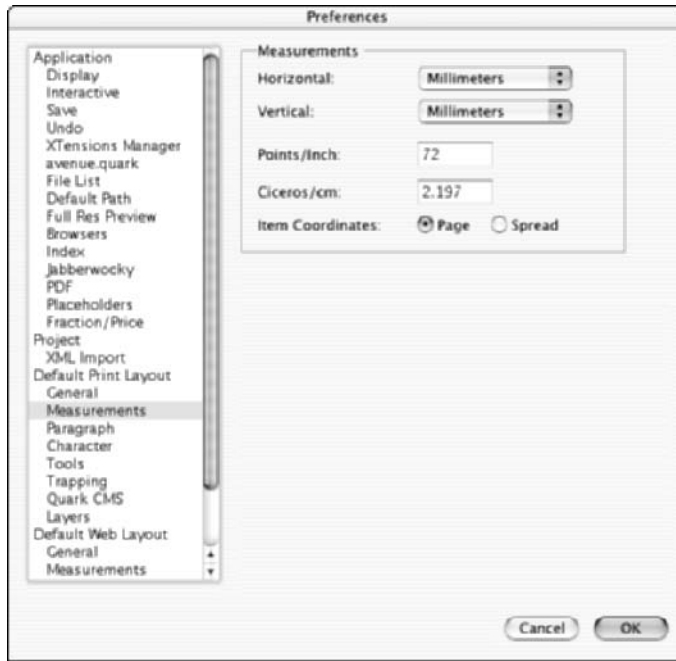 Preferences
Application
Display
Interactive
Save
Undo
XTensions Manager
avenue.quark
File List
Default Path
Full Res Preview
Browsers
Index
Jabberwocky
PDF
Placeholders
Fraction/Price
Project
XML Import
Default Print Layout
General
Measurements
Paragraph
Character
Tools
Trapping
Quark CMS
Layers
Default Web Layout
General
Measurements
Measurements
Horizontal: Millimeters
Vertical: Millimeters
Points/Inch: 72
Ciceros/cm: 2.197
Item Coordinates: Page Spread
Cancel OK